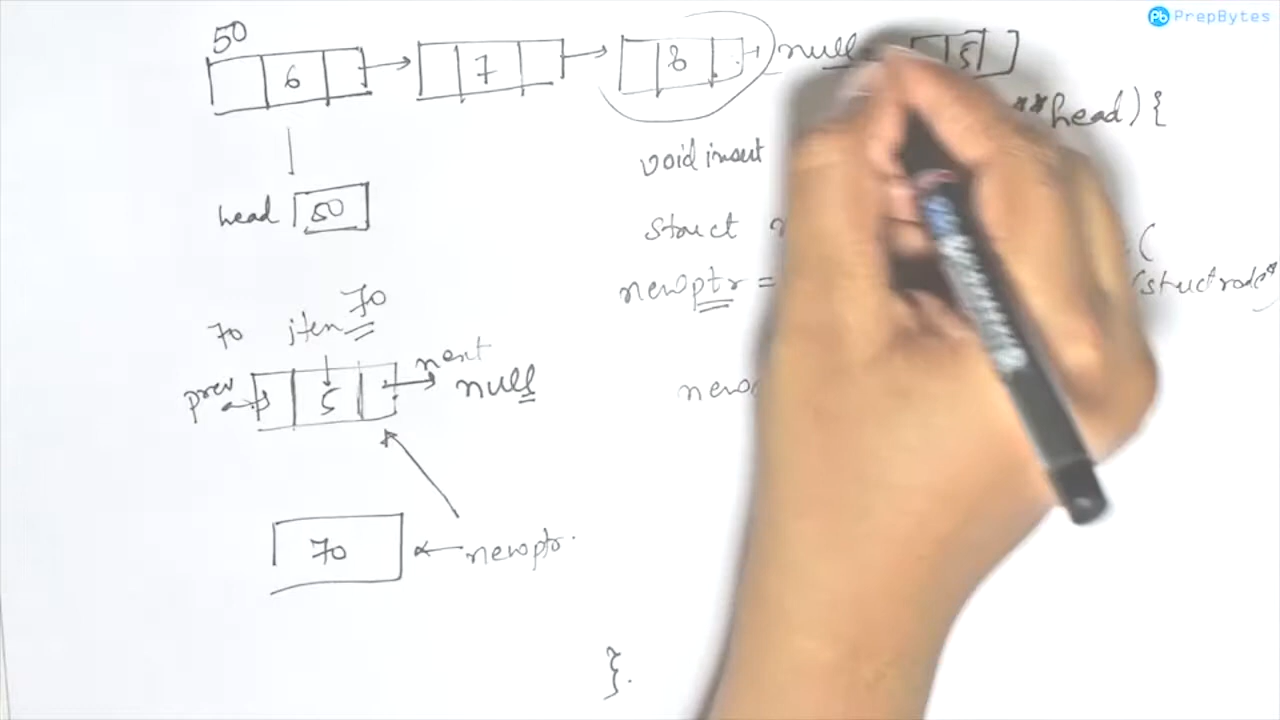 PrepBytes
50
6 7 8 null 5
**head) {
void insert
head 50
struct
newptr = (struct node*
70 item 70
prev 5 next null
70 newptr.
}.